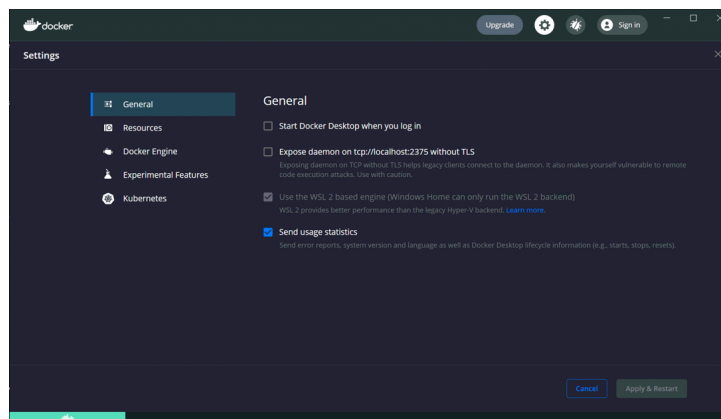 docker
Upgrade
Sign in
Settings
General
Resources
Docker Engine
Experimental Features
Kubernetes
General
Start Docker Desktop when you log in
Expose daemon on tcp://localhost:2375 without TLS
Exposing daemon on TCP without TLS helps legacy clients connect to the daemon. It also makes yourself vulnerable to remote
code execution attacks. Use with caution.
Use the WSL 2 based engine (Windows Home can only run the WSL 2 backend)
WSL 2 provides better performance than the legacy Hyper-V backend. Learn more.
Send usage statistics
Send error reports, system version and language as well as Docker Desktop lifecycle information (e.g., starts, stops, resets).
Cancel
Apply & Restart